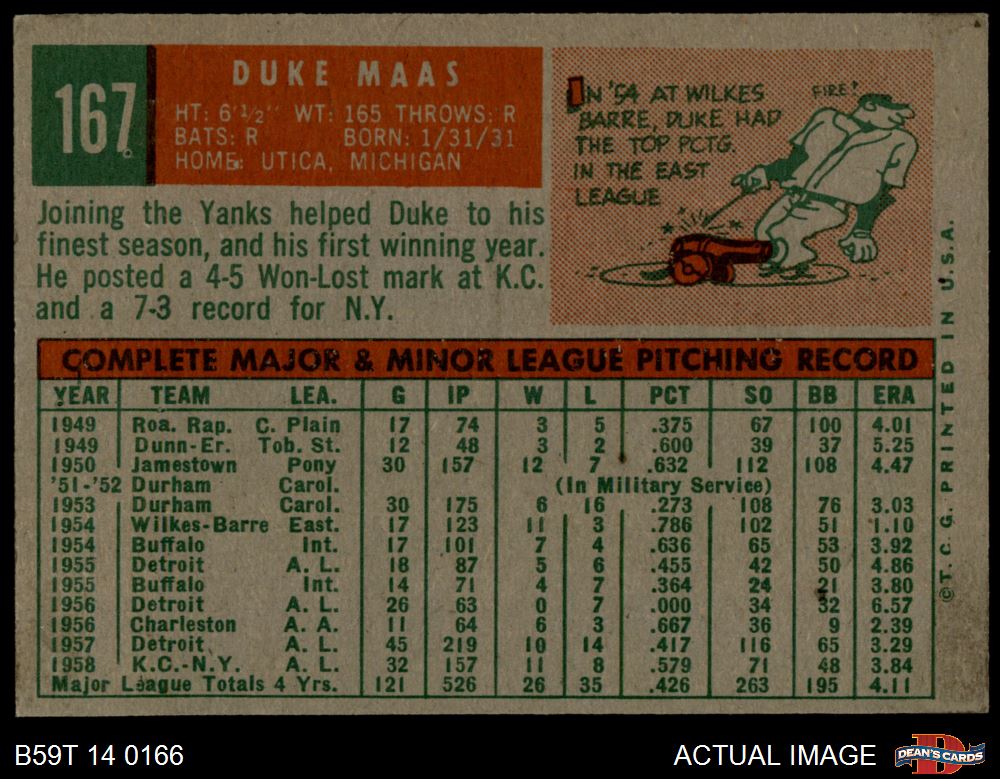 167
DUKE MAAS
HT: 6'1/2" WT: 165 THROWS: R
BATS: R BORN: 1/31/31
HOME: UTICA, MICHIGAN
Joining the Yanks helped Duke to his
finest season, and his first winning year.
He posted a 4-5 Won-Lost mark at K.C.
and a 7-3 record for N.Y.
IN '54 AT WILKES
BARRE, DUKE HAD
THE TOP PCTG.
IN THE EAST
LEAGUE
FIRE!
COMPLETE MAJOR & MINOR LEAGUE PITCHING RECORD
YEAR TEAM LEA. G IP W L PCT SO BB ERA
1949 Roa. Rap. C. Plain 17 74 3 5 .375 67 100 4.01
1949 Dunn-Er. Tob. St. 12 48 3 2 .600 39 37 5.25
1950 Jamestown Pony 30 157 12 7 .632 112 108 4.47
'51-'52 Durham Carol. (In Military Service)
1953 Durham Carol. 30 175 6 16 .273 108 76 3.03
1954 Wilkes-Barre East. 17 123 11 3 .786 102 51 1.10
1954 Buffalo Int. 17 101 7 4 .636 65 53 3.92
1955 Detroit A. L. 18 87 5 6 .455 42 50 4.86
1955 Buffalo Int. 14 71 4 7 .364 24 21 3.80
1956 Detroit A. L. 26 63 0 7 .000 34 32 6.57
1956 Charleston A. A. 11 64 6 3 .667 36 9 2.39
1957 Detroit A. L. 45 219 10 14 .417 116 65 3.29
1958 K.C.-N.Y. A. L. 32 157 11 8 .579 71 48 3.84
Major League Totals 4 Yrs. 121 526 26 35 .426 263 195 4.11
©T. C. G. PRINTED IN U.S.A.
B59T 14 0166
ACTUAL IMAGE
DEAN'S CARDS